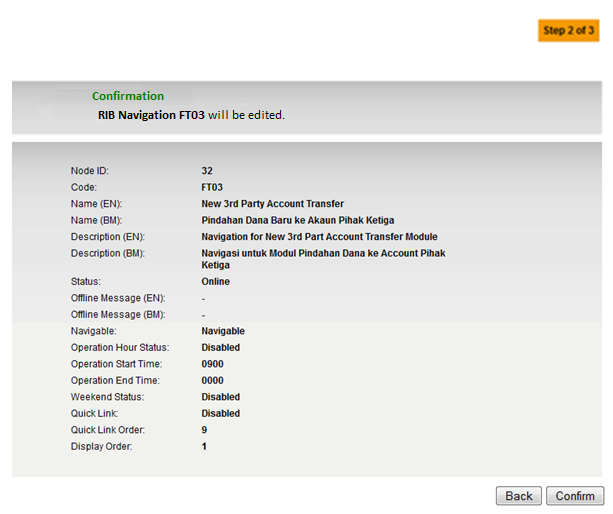 Step 2 of 3
Confirmation
RIB Navigation FT03 will be edited.
Node ID: 32
Code: FT03
Name (EN): New 3rd Party Account Transfer
Name (BM): Pindahan Dana Baru ke Akaun Pihak Ketiga
Description (EN): Navigation for New 3rd Part Account Transfer Module
Description (BM): Navigasi untuk Modul Pindahan Dana ke Account Pihak
Ketiga
Status: Online
Offline Message (EN): -
Offline Message (BM): -
Navigable: Navigable
Operation Hour Status: Disabled
Operation Start Time: 0900
Operation End Time: 0000
Weekend Status: Disabled
Quick Link: Disabled
Quick Link Order: 9
Display Order: 1
Back Confirm